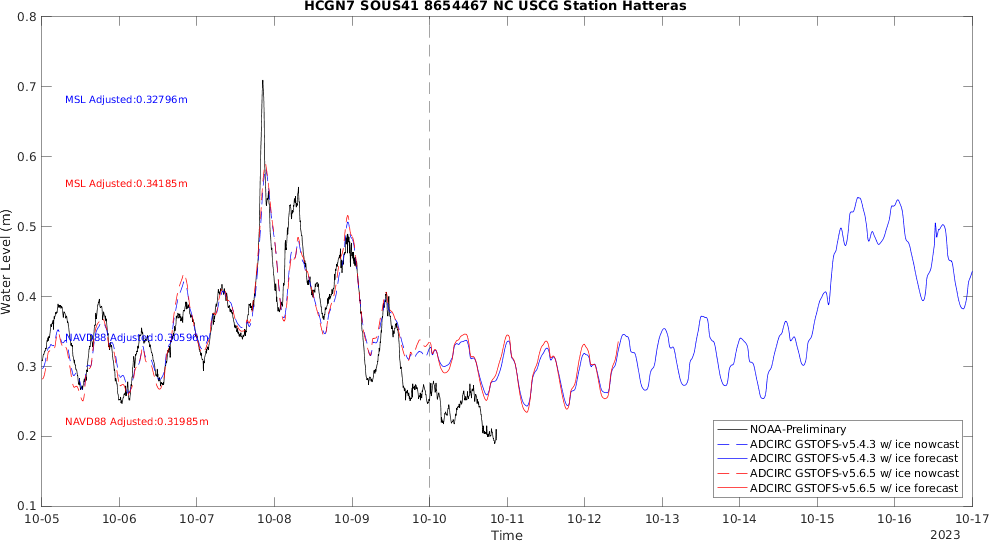 HCGN7 SOUS41 8654467 NC USCG Station Hatteras
0.8
0.7
0.6
0.5
0.4
0.3
0.2
0.1
Water Level (m)
MSL Adjusted:0.32796m
MSL Adjusted:0.34185m
NAVD88 Adjusted:0.30596m
NAVD88 Adjusted:0.31985m
NOAA-Preliminary
ADCIRC GSTOFS-v5.4.3 w/ ice nowcast
ADCIRC GSTOFS-v5.4.3 w/ ice forecast
ADCIRC GSTOFS-v5.6.5 w/ ice nowcast
ADCIRC GSTOFS-v5.6.5 w/ ice forecast
10-05 10-06 10-07 10-08 10-09 10-10 10-11 10-12 10-13 10-14 10-15 10-16 10-17
Time
2023